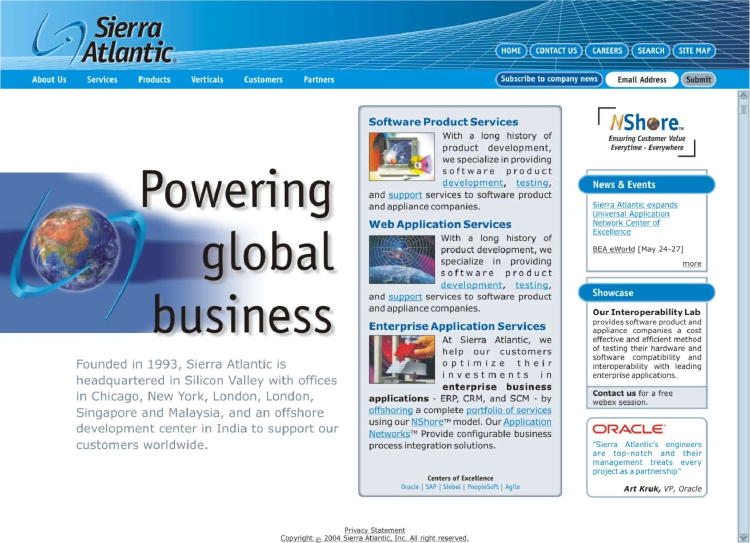 Sierra
Atlantic
HOME CONTACT US CAREERS SEARCH SITE MAP
About Us Services Products Verticals Customers Partners
Subscribe to company news Email Address Submit
Powering
global
business
Founded in 1993, Sierra Atlantic is
headquartered in Silicon Valley with offices
in Chicago, New York, London, London,
Singapore and Malaysia, and an offshore
development center in India to support our
customers worldwide.
Software Product Services
With a long history of
product development,
we specialize in providing
software product
development, testing,
and support services to software product
and appliance companies.
Web Application Services
With a long history of
product development, we
specialize in providing
software product
development, testing,
and support services to software product
and appliance companies.
Enterprise Application Services
At Sierra Atlantic, we
help our customers
optimize their
investments in
enterprise business
applications - ERP, CRM, and SCM - by
offshoring a complete portfolio of services
using our NShore™ model. Our Application
Networks™ Provide configurable business
process integration solutions.
Centers of Excellence
Oracle | SAP | Siebel | PeopleSoft | Agile
NShore™
Ensuring Customer Value
Everytime - Everywhere
News & Events
Sierra Atlantic expands
Universal Application
Network Center of
Excellence
BEA eWorld [May 24-27]
more
Showcase
Our Interoperability Lab
provides software product and
appliance companies a cost
effective and efficient method
of testing their hardware and
software compatibility and
interoperability with leading
enterprise applications.
Contact us for a free
webex session.
ORACLE
"Sierra Atlantic's engineers
are top-notch and their
management treats every
project as a partnership"
Art Kruk, VP, Oracle
Privacy Statement
Copyright © 2004 Sierra Atlantic, Inc. All right reserved.